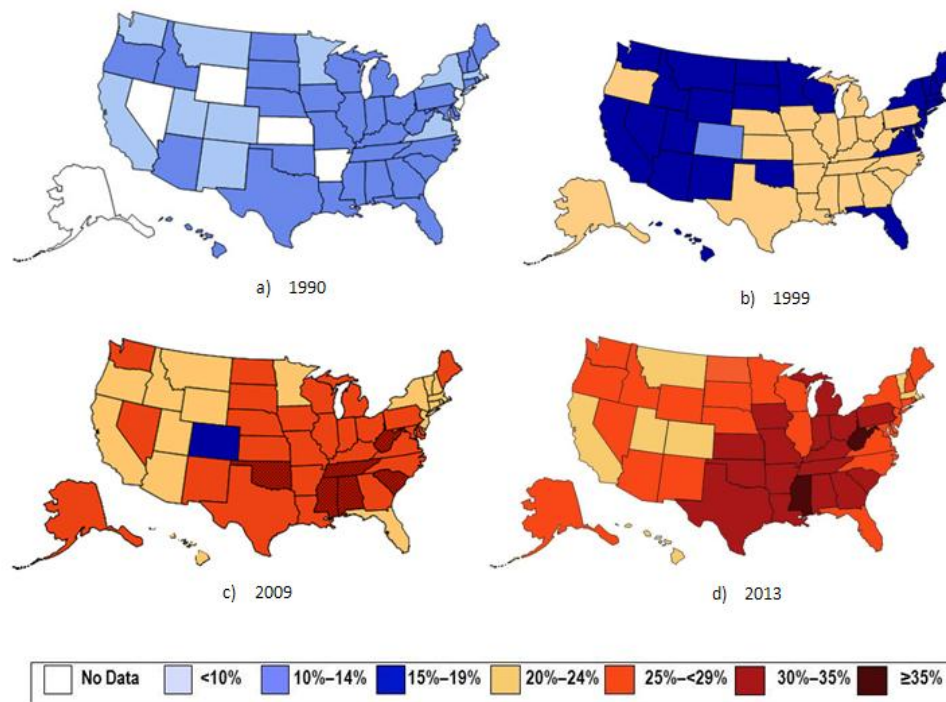 a) 1990
b) 1999
c) 2009
d) 2013
No Data <10% 10%–14% 15%–19% 20%–24% 25%–<29% 30%–35% ≥35%